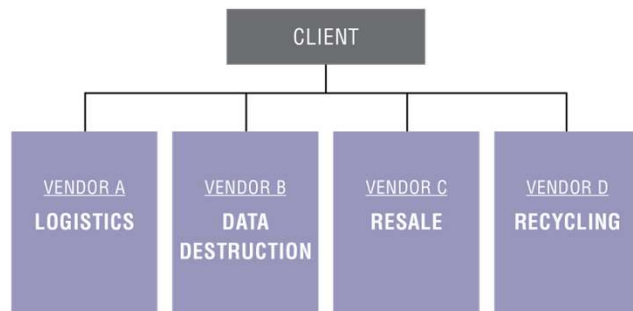 CLIENT
VENDOR A
LOGISTICS
VENDOR B
DATA
DESTRUCTION
VENDOR C
RESALE
VENDOR D
RECYCLING